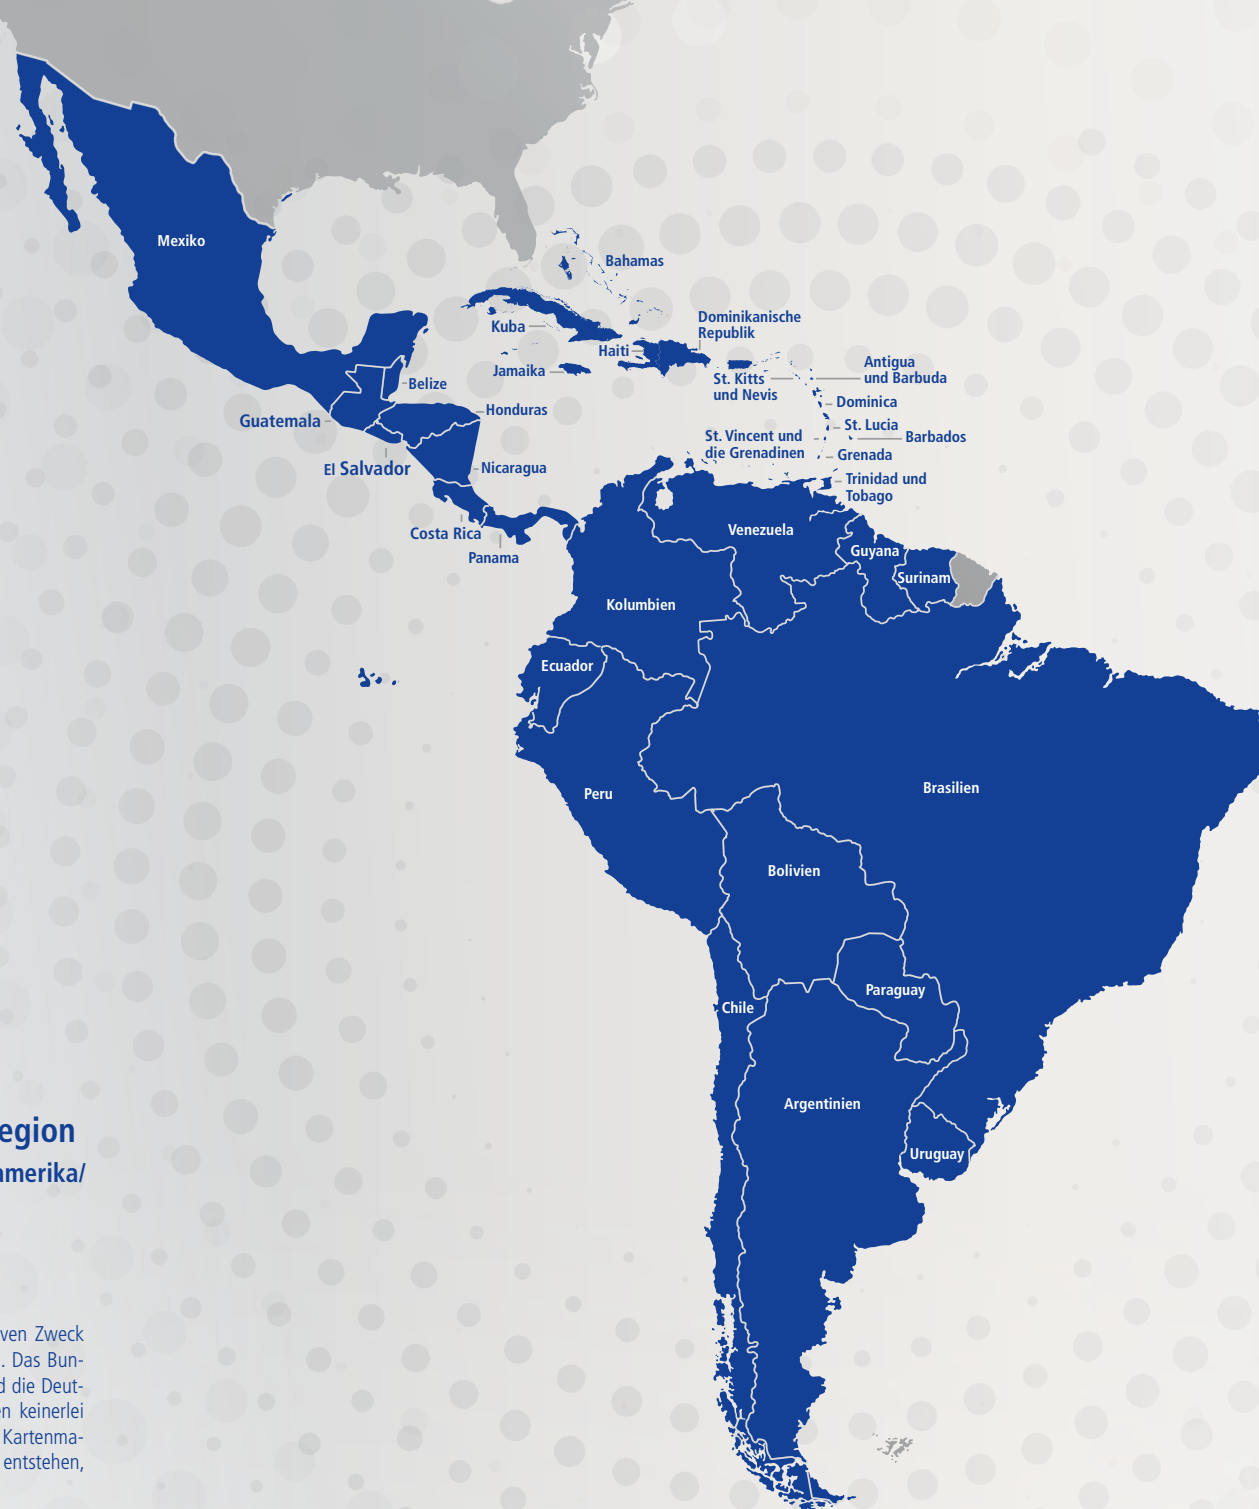 Mexiko
Bahamas
Kuba
Dominikanische
Republik
Haiti
Jamaika
St. Kitts
und Nevis
Antigua
und Barbuda
Belize
Dominica
Guatemala
Honduras
St. Lucia
St. Vincent und
die Grenadinen
Barbados
Grenada
El Salvador
Nicaragua
Trinidad und
Tobago
Costa Rica
Panama
Venezuela
Guyana
Surinam
Kolumbien
Ecuador
Peru
Brasilien
Bolivien
Paraguay
Chile
Argentinien
Uruguay
egion
amerika/
ven Zweck
. Das Bun-
d die Deut-
en keinerlei
Kartenma-
entstehen,